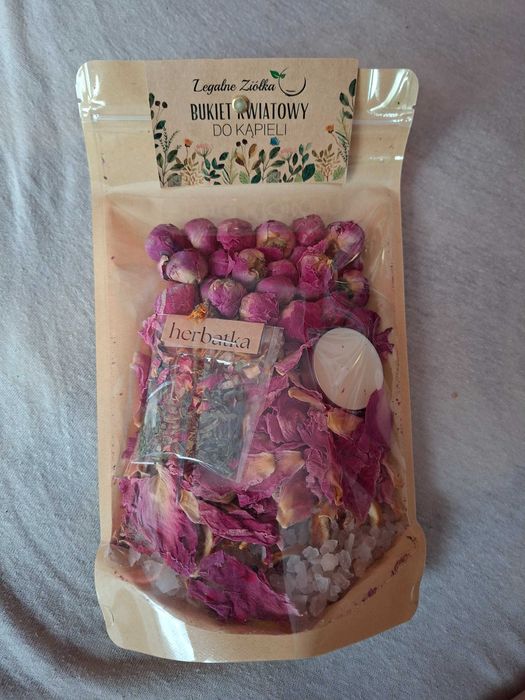 Legalne Ziółka
BUKIET KWIATOWY
DO KĄPIELI
herbatka